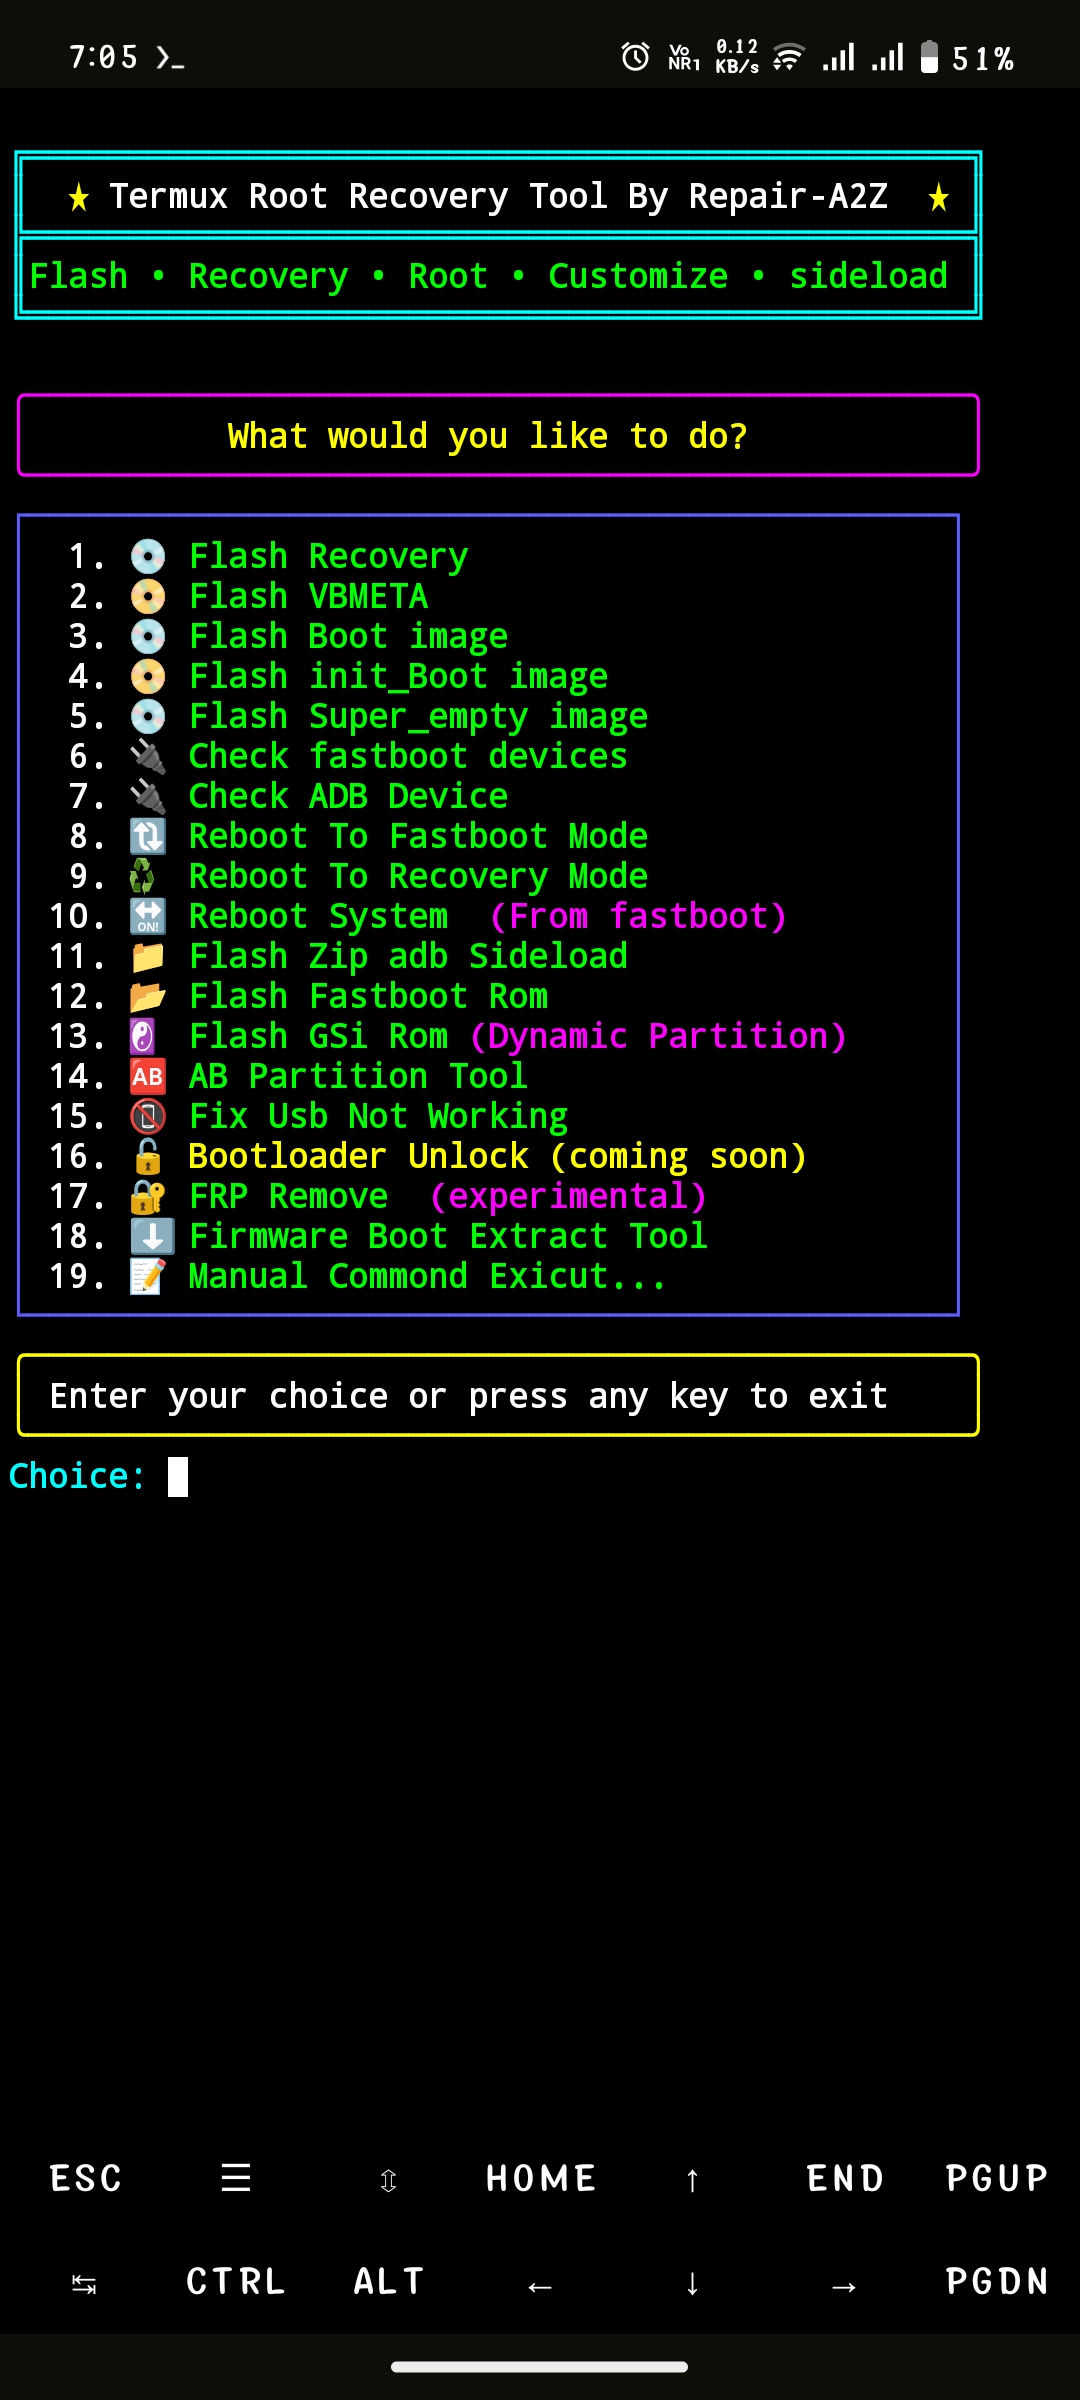 7:05
Vo NR1 0.12 KB/s 51%
★ Termux Root Recovery Tool By Repair-A2Z ★
Flash • Recovery • Root • Customize • sideload
What would you like to do?
1. 💿 Flash Recovery
2. 📀 Flash VBMETA
3. 💿 Flash Boot image
4. 📀 Flash init_Boot image
5. 💿 Flash Super_empty image
6. 🔌 Check fastboot devices
7. 🔌 Check ADB Device
8. 🔃 Reboot To Fastboot Mode
9. ♻ Reboot To Recovery Mode
10. 🔛 Reboot System (From fastboot)
11. 📁 Flash Zip adb Sideload
12. 📂 Flash Fastboot Rom
13. ☯ Flash GSi Rom (Dynamic Partition)
14. 🆎 AB Partition Tool
15. 📵 Fix Usb Not Working
16. 🔓 Bootloader Unlock (coming soon)
17. 🔐 FRP Remove (experimental)
18. ⬇️ Firmware Boot Extract Tool
19. 📝 Manual Commond Exicut...
Enter your choice or press any key to exit
Choice:
ESC ☰ ⇳ HOME ↑ END PGUP
↹ CTRL ALT ← ↓ → PGDN